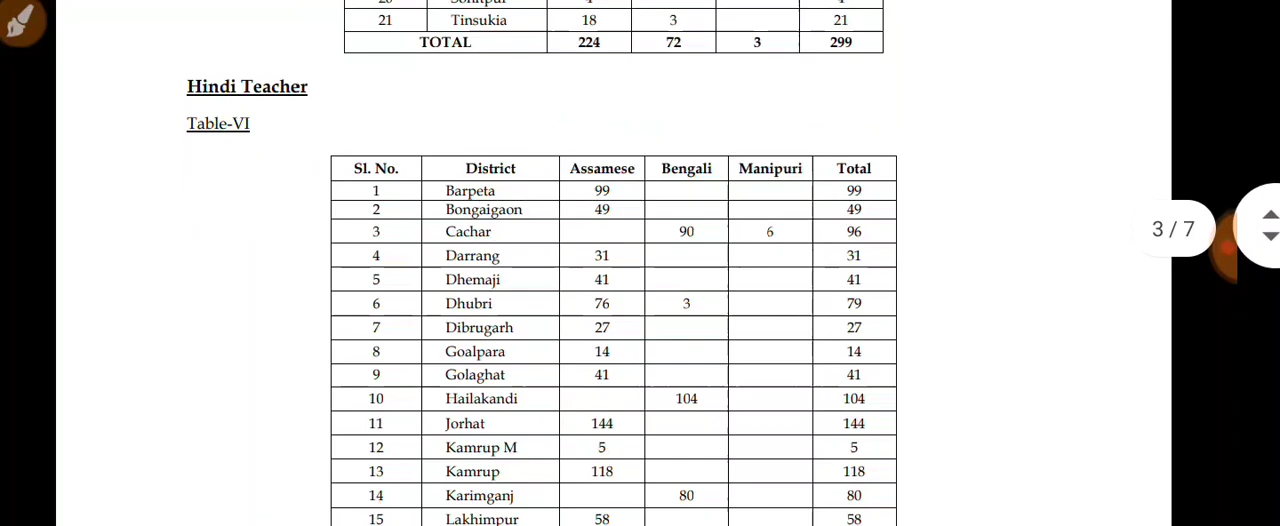 21 Tinsukia 18 3 21
TOTAL 224 72 3 299
Hindi Teacher
Table-VI
Sl. No. District Assamese Bengali Manipuri Total
1 Barpeta 99 99
2 Bongaigaon 49 49
3 Cachar 90 6 96
4 Darrang 31 31
5 Dhemaji 41 41
6 Dhubri 76 3 79
7 Dibrugarh 27 27
8 Goalpara 14 14
9 Golaghat 41 41
10 Hailakandi 104 104
11 Jorhat 144 144
12 Kamrup M 5 5
13 Kamrup 118 118
14 Karimganj 80 80
15 Lakhimpur 58 58
3 / 7